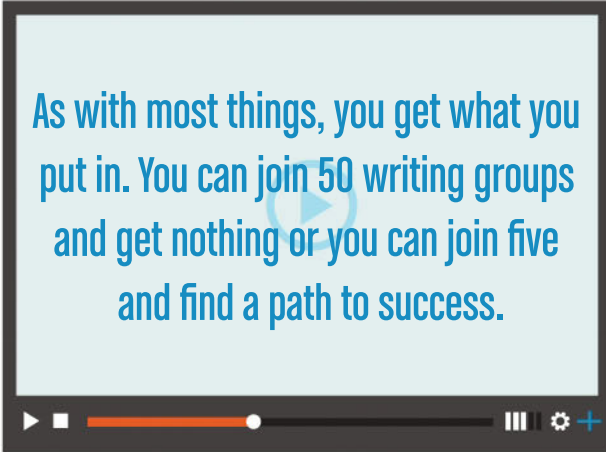 As with most things, you get what you
put in. You can join 50 writing groups
and get nothing or you can join five
and find a path to success.